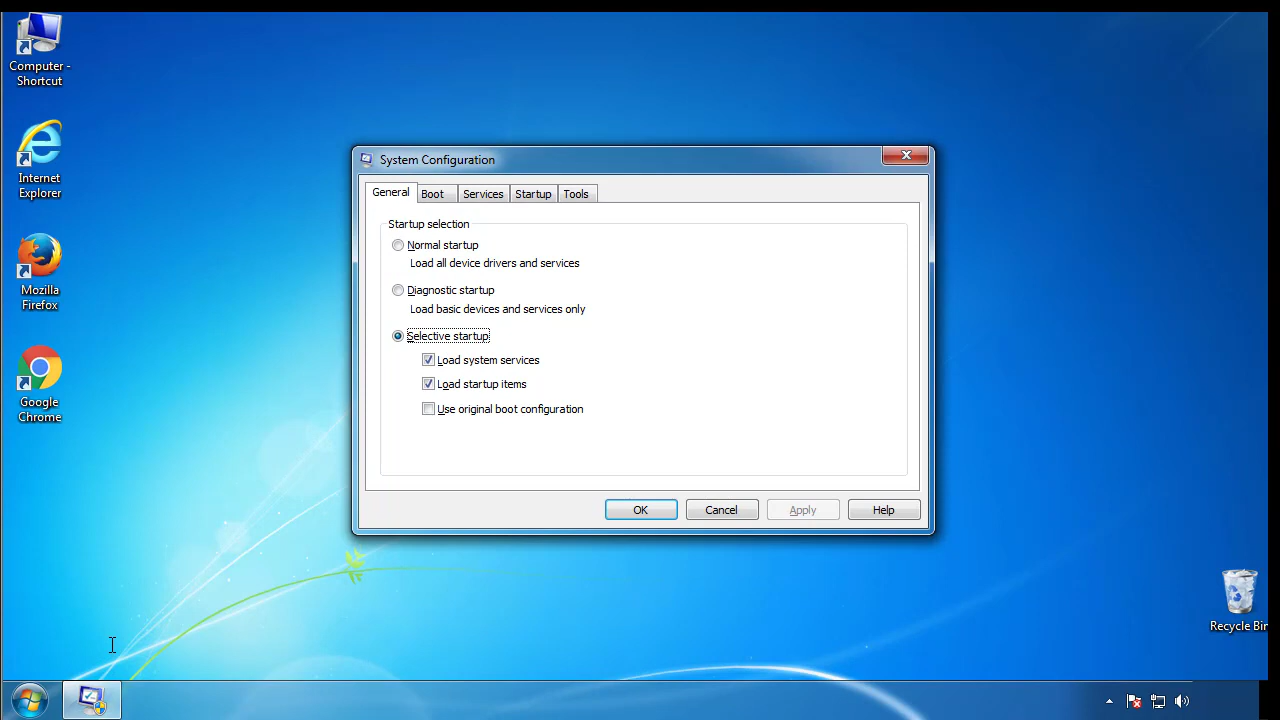 Computer -
Shortcut
Internet
Explorer
Mozilla
Firefox
Google
Chrome
System Configuration
General Boot Services Startup Tools
Startup selection
Normal startup
Load all device drivers and services
Diagnostic startup
Load basic devices and services only
Selective startup
Load system services
Load startup items
Use original boot configuration
OK Cancel Apply Help
Recycle Bin